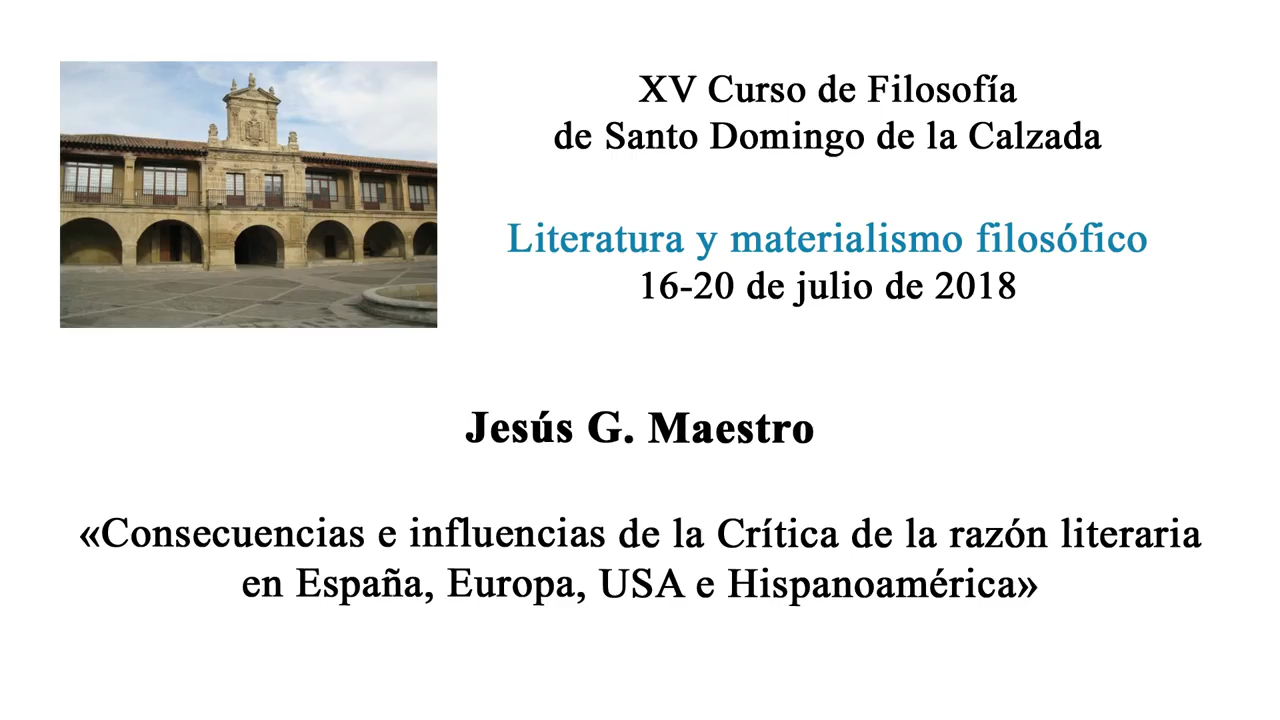 XV Curso de Filosofía
de Santo Domingo de la Calzada
Literatura y materialismo filosófico
16-20 de julio de 2018
Jesús G. Maestro
«Consecuencias e influencias de la Crítica de la razón literaria
en España, Europa, USA e Hispanoamérica»